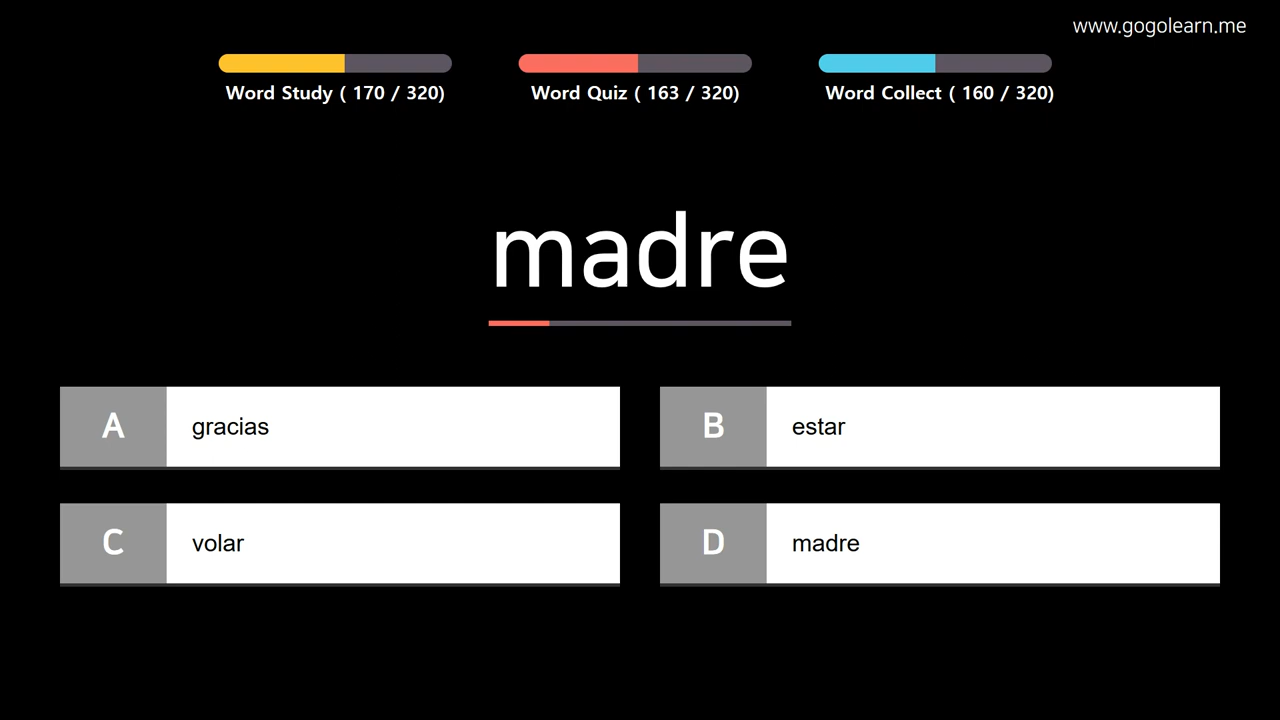 www.gogolearn.me
Word Study ( 170 / 320)
Word Quiz ( 163 / 320)
Word Collect ( 160 / 320)
madre
A gracias
B estar
C volar
D madre